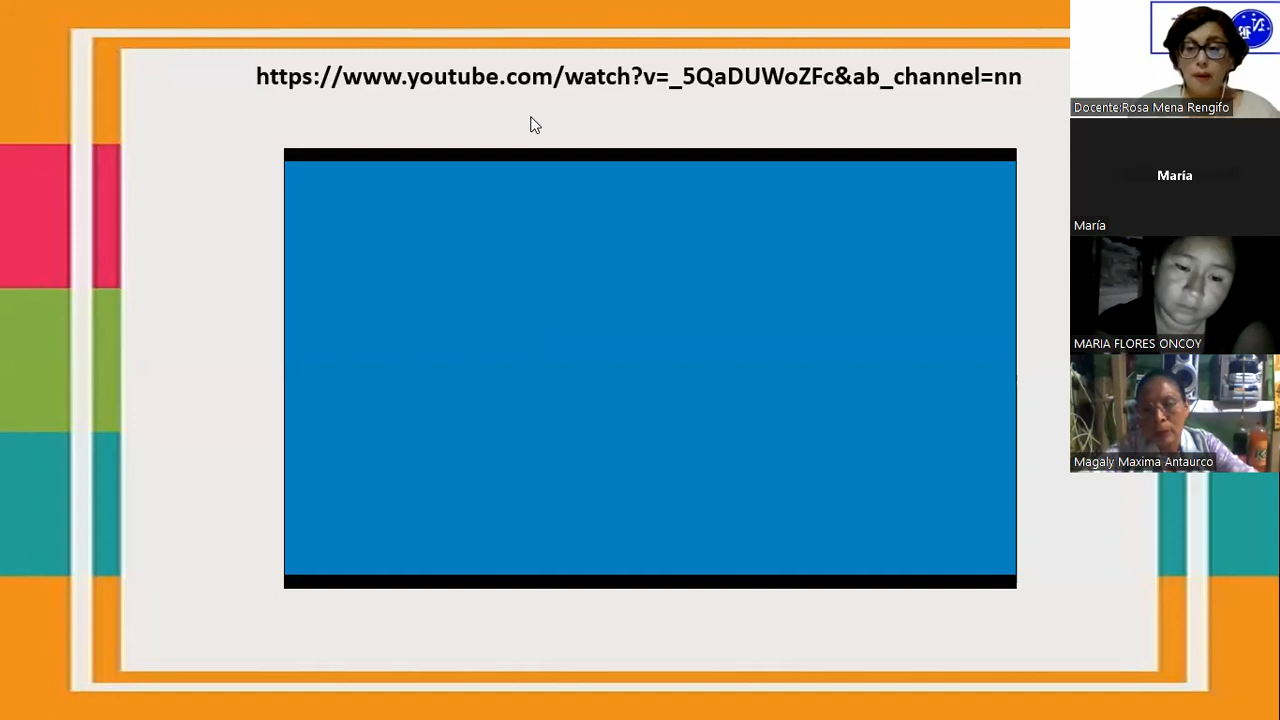 https://www.youtube.com/watch?v=_5QaDUWoZFc&ab_channel=nn
Docente:Rosa Mena Rengifo
María
María
MARIA FLORES ONCOY
Magaly Maxima Antaurco